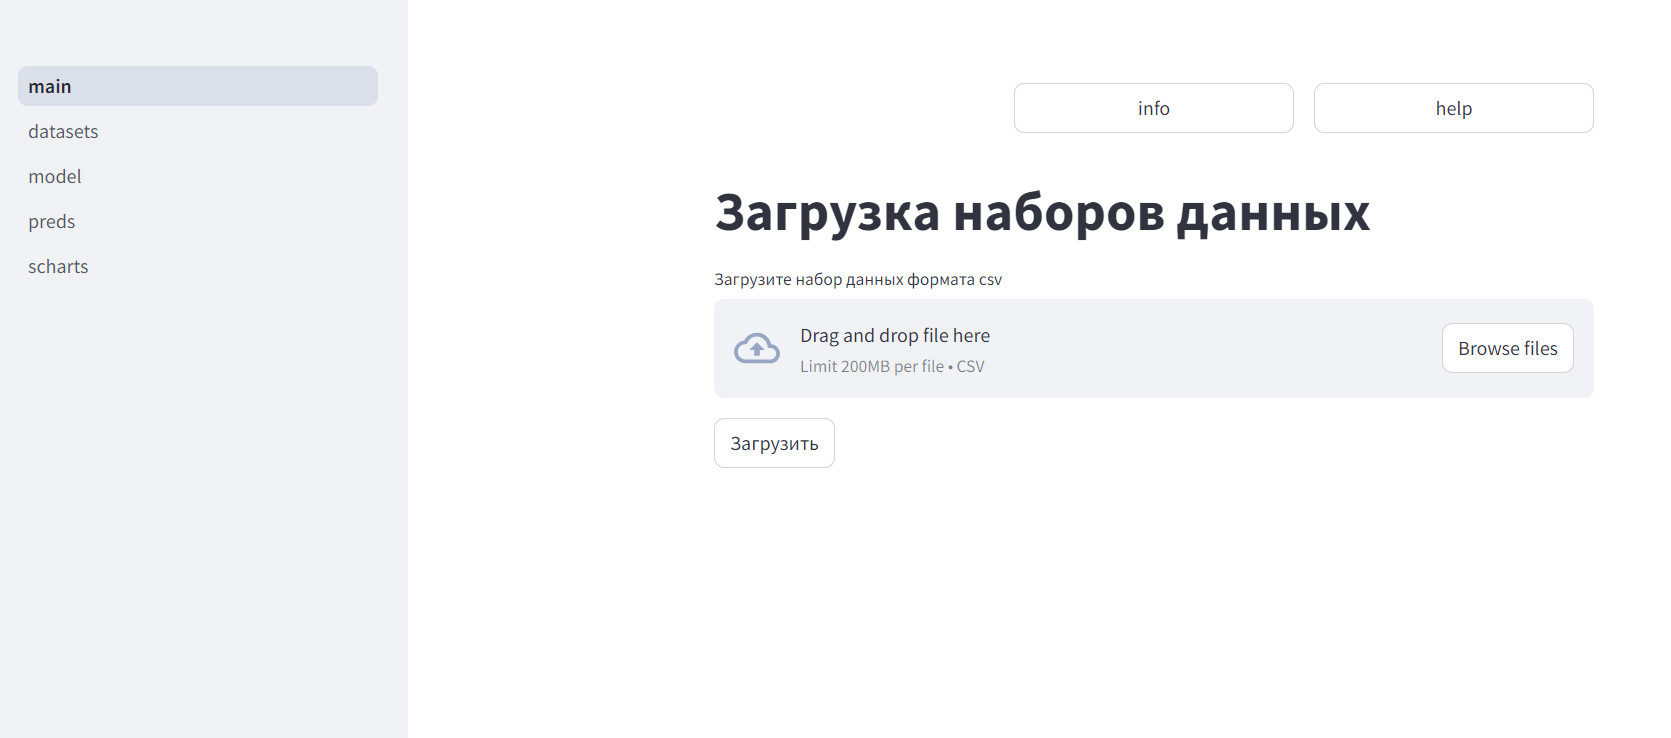 main
datasets
model
preds
scharts
info
help
Загрузка наборов данных
Загрузите набор данных формата csv
Drag and drop file here
Limit 200MB per file • CSV
Browse files
Загрузить